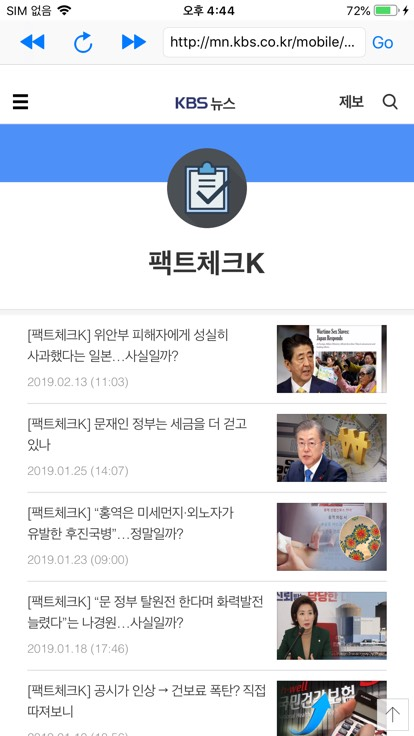 SIM 없음 오후 4:44 72%
http://mn.kbs.co.kr/mobile/... Go
KBS 뉴스 제보
팩트체크K
[팩트체크K] 위안부 피해자에게 성실히
사과했다는 일본…사실일까?
2019.02.13 (11:03)
Wartime Sex Slaves:
Japan Responds
[팩트체크K] 문재인 정부는 세금을 더 걷고
있나
2019.01.25 (14:07)
[팩트체크K] “홍역은 미세먼지·외노자가
유발한 후진국병”…정말일까?
2019.01.23 (09:00)
[팩트체크K] “문 정부 탈원전 한다며 화력발전
늘렸다”는 나경원…사실일까?
2019.01.18 (17:46)
[팩트체크K] 공시가 인상 → 건보료 폭탄? 직접
따져보니
국민건강보험